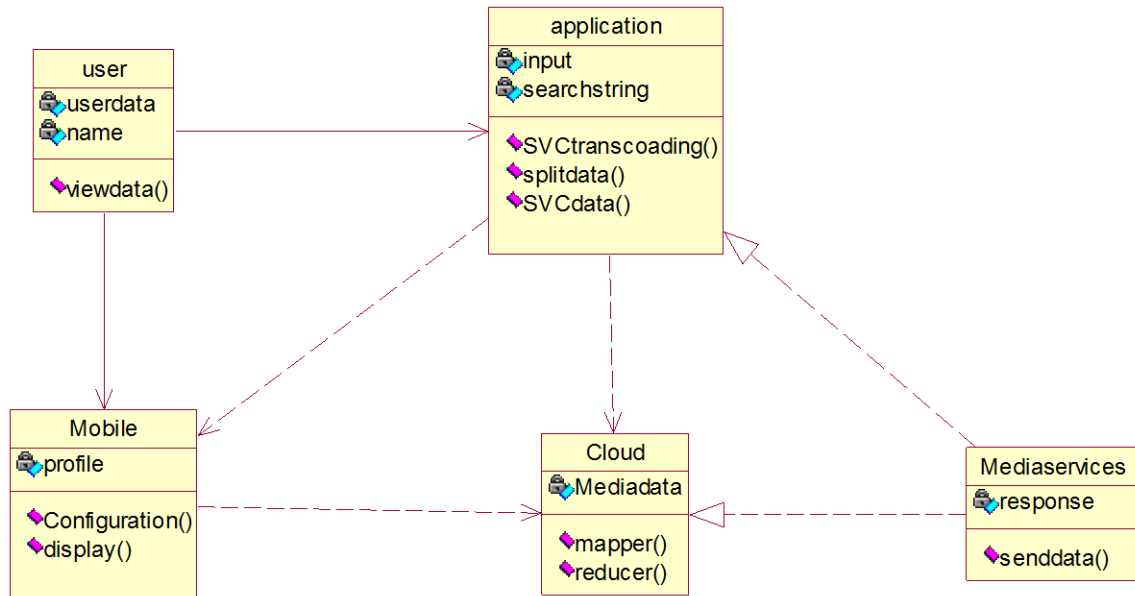 user
userdata
name
viewdata()
application
input
searchstring
SVCtranscoading()
splitdata()
SVCdata()
Mobile
profile
Configuration()
display()
Cloud
Mediadata
mapper()
reducer()
Mediaservices
response
senddata()